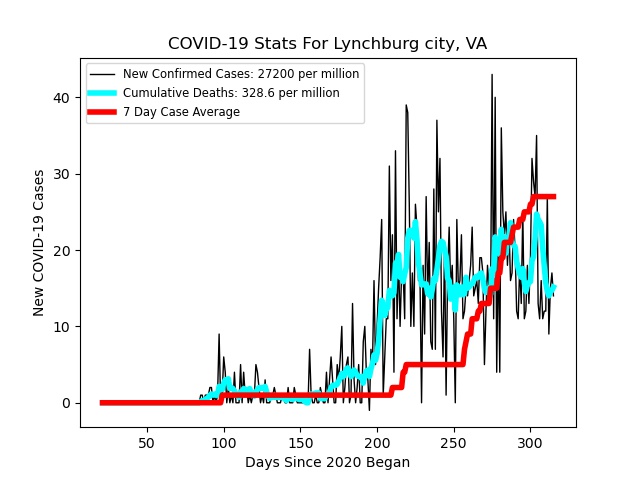 COVID-19 Stats For Lynchburg city, VA
New Confirmed Cases: 27200 per million
Cumulative Deaths: 328.6 per million
7 Day Case Average
New COVID-19 Cases
40
30
20
10
0
50 100 150 200 250 300
Days Since 2020 Began